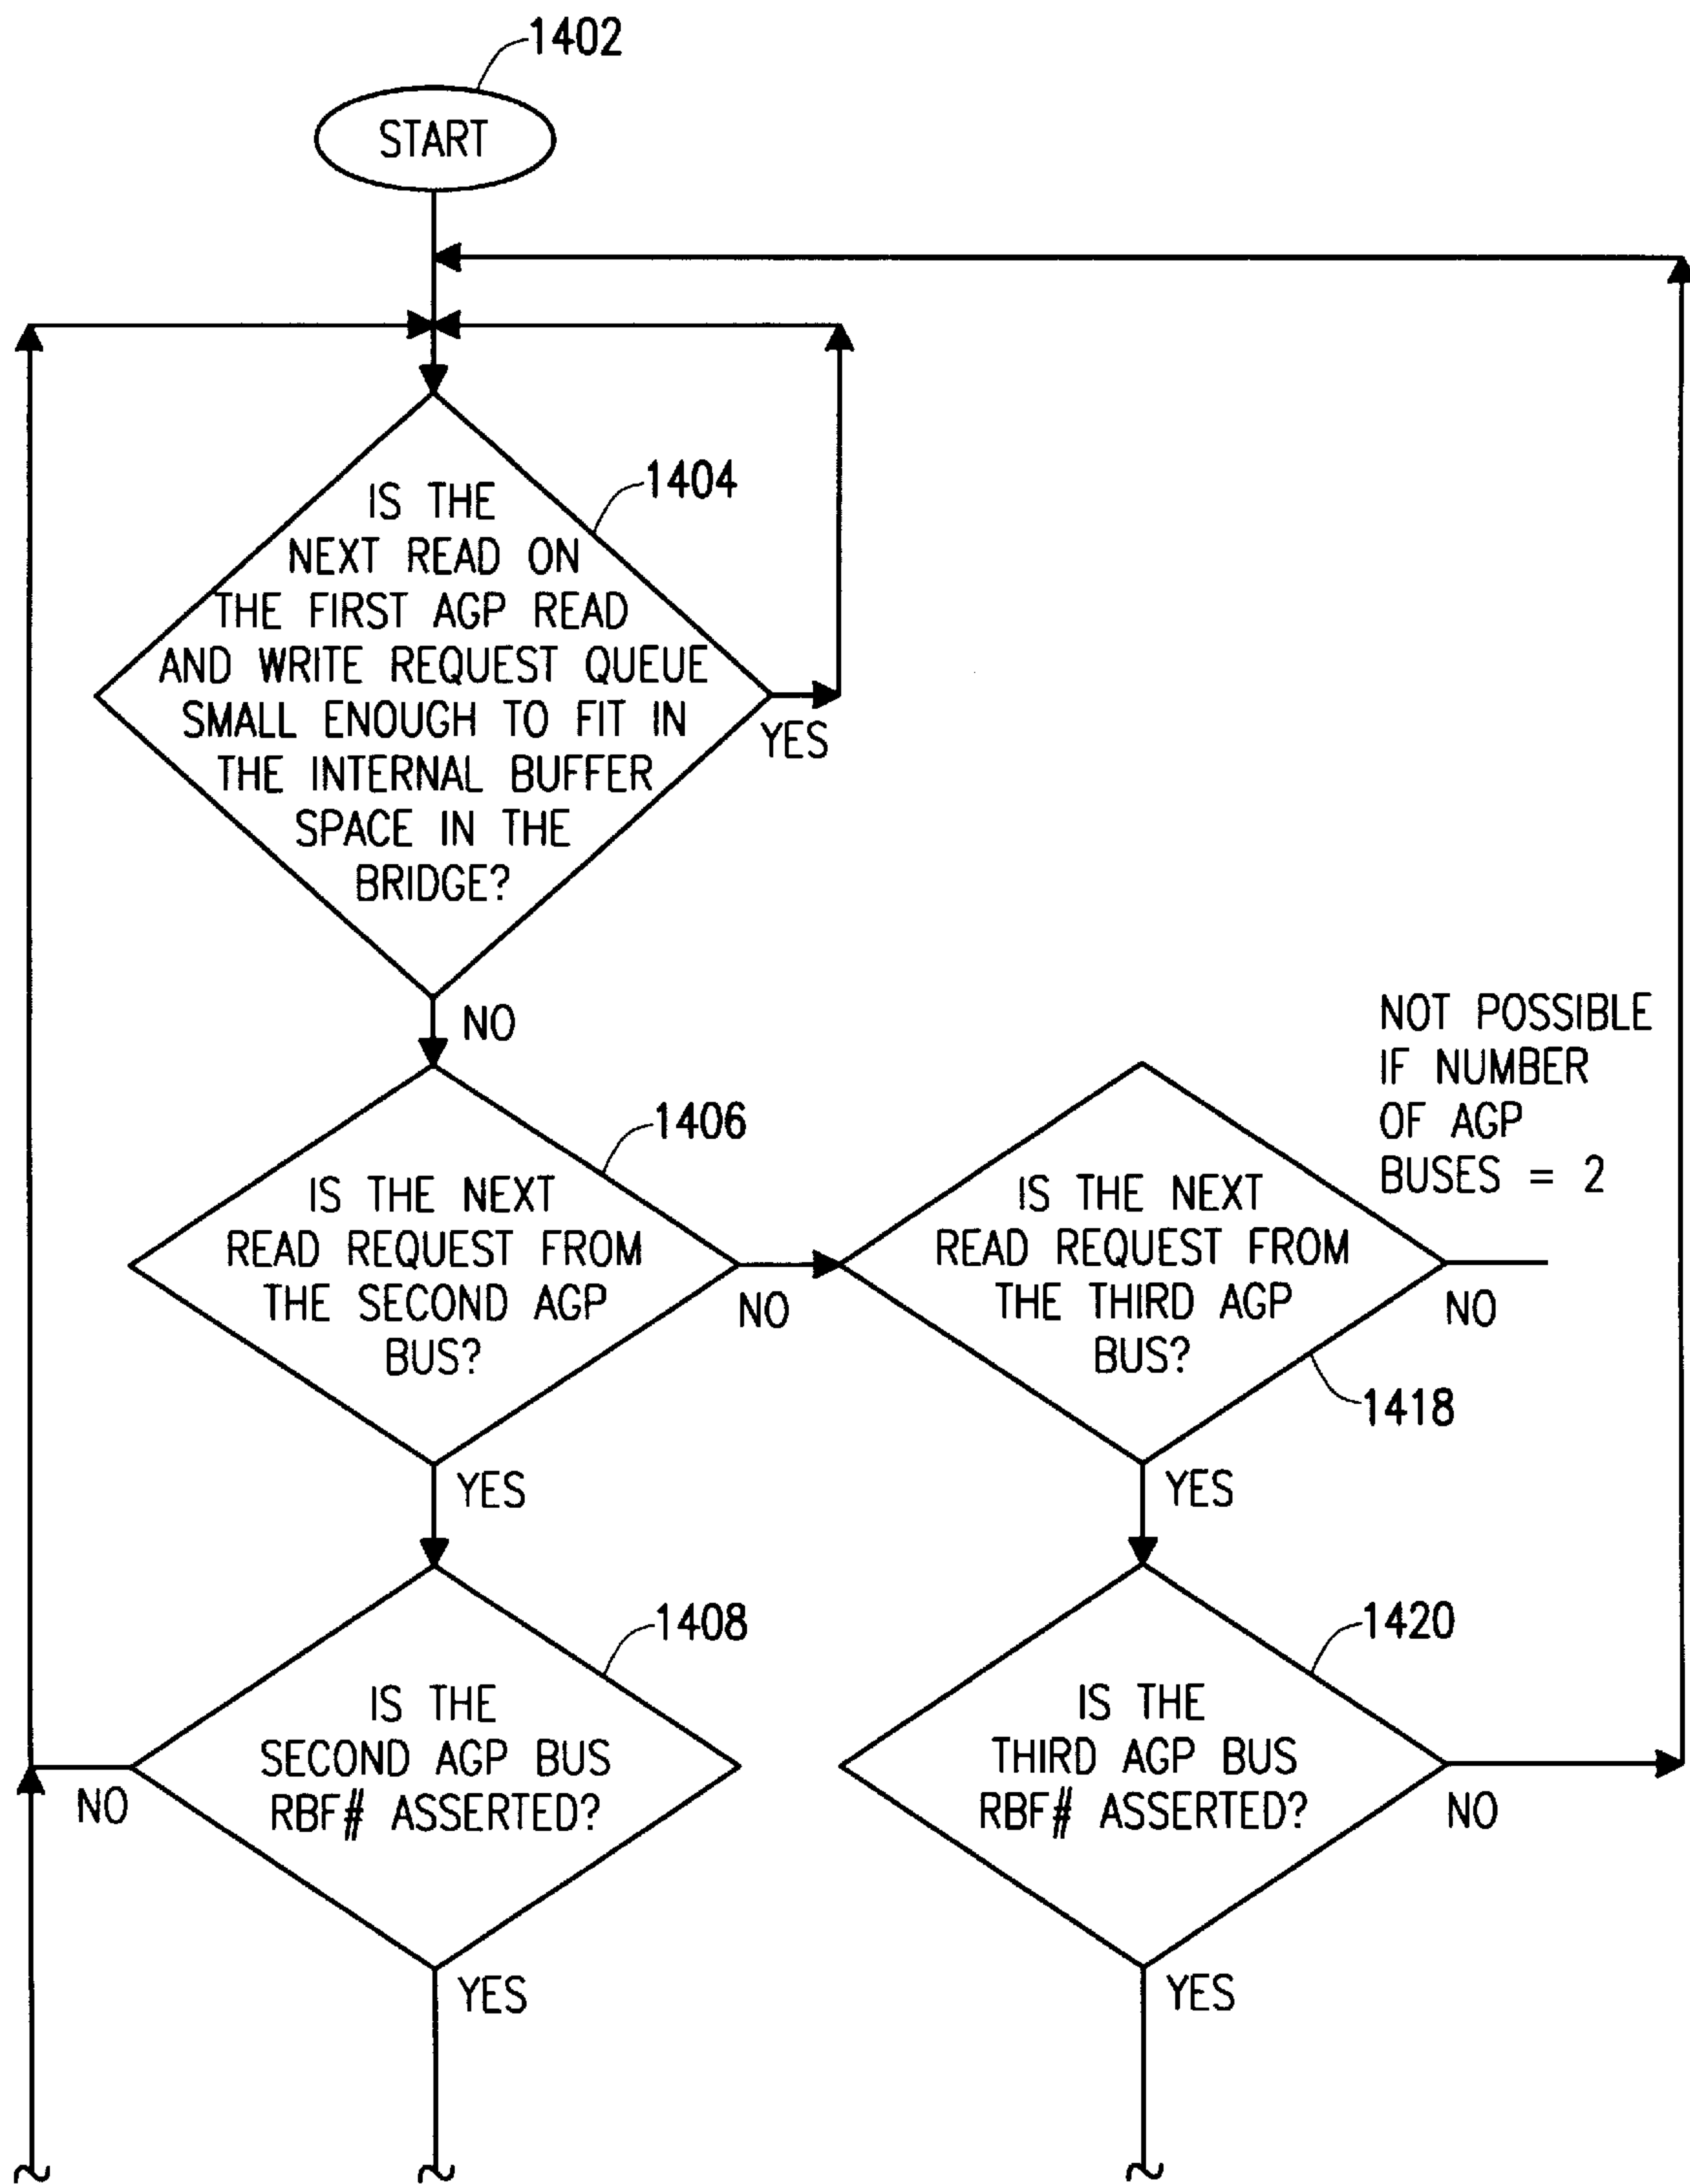 1402
START
1404
IS THE
NEXT READ ON
THE FIRST AGP READ
AND WRITE REQUEST QUEUE
SMALL ENOUGH TO FIT IN
THE INTERNAL BUFFER
SPACE IN THE
BRIDGE?
YES
NO
1406
IS THE NEXT
READ REQUEST FROM
THE SECOND AGP
BUS?
NO
YES
NOT POSSIBLE
IF NUMBER
OF AGP
BUSES = 2
IS THE NEXT
READ REQUEST FROM
THE THIRD AGP
BUS?
NO
1418
YES
1408
IS THE
SECOND AGP BUS
RBF# ASSERTED?
NO
YES
1420
IS THE
THIRD AGP BUS
RBF# ASSERTED?
NO
YES